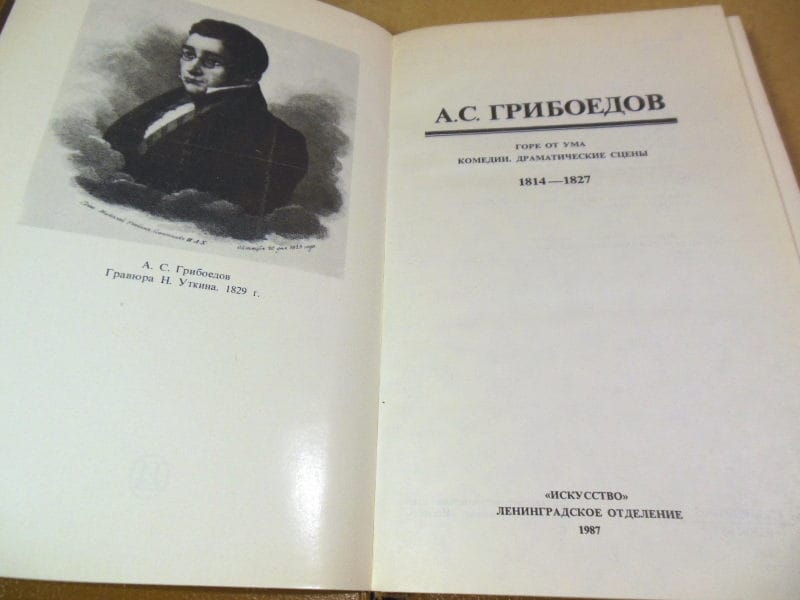 А. С. Грибоедов
Гравюра Н. Уткина. 1829 г.
А.С. ГРИБОЕДОВ
ГОРЕ ОТ УМА
КОМЕДИИ. ДРАМАТИЧЕСКИЕ СЦЕНЫ
1814—1827
«ИСКУССТВО»
ЛЕНИНГРАДСКОЕ ОТДЕЛЕНИЕ
1987